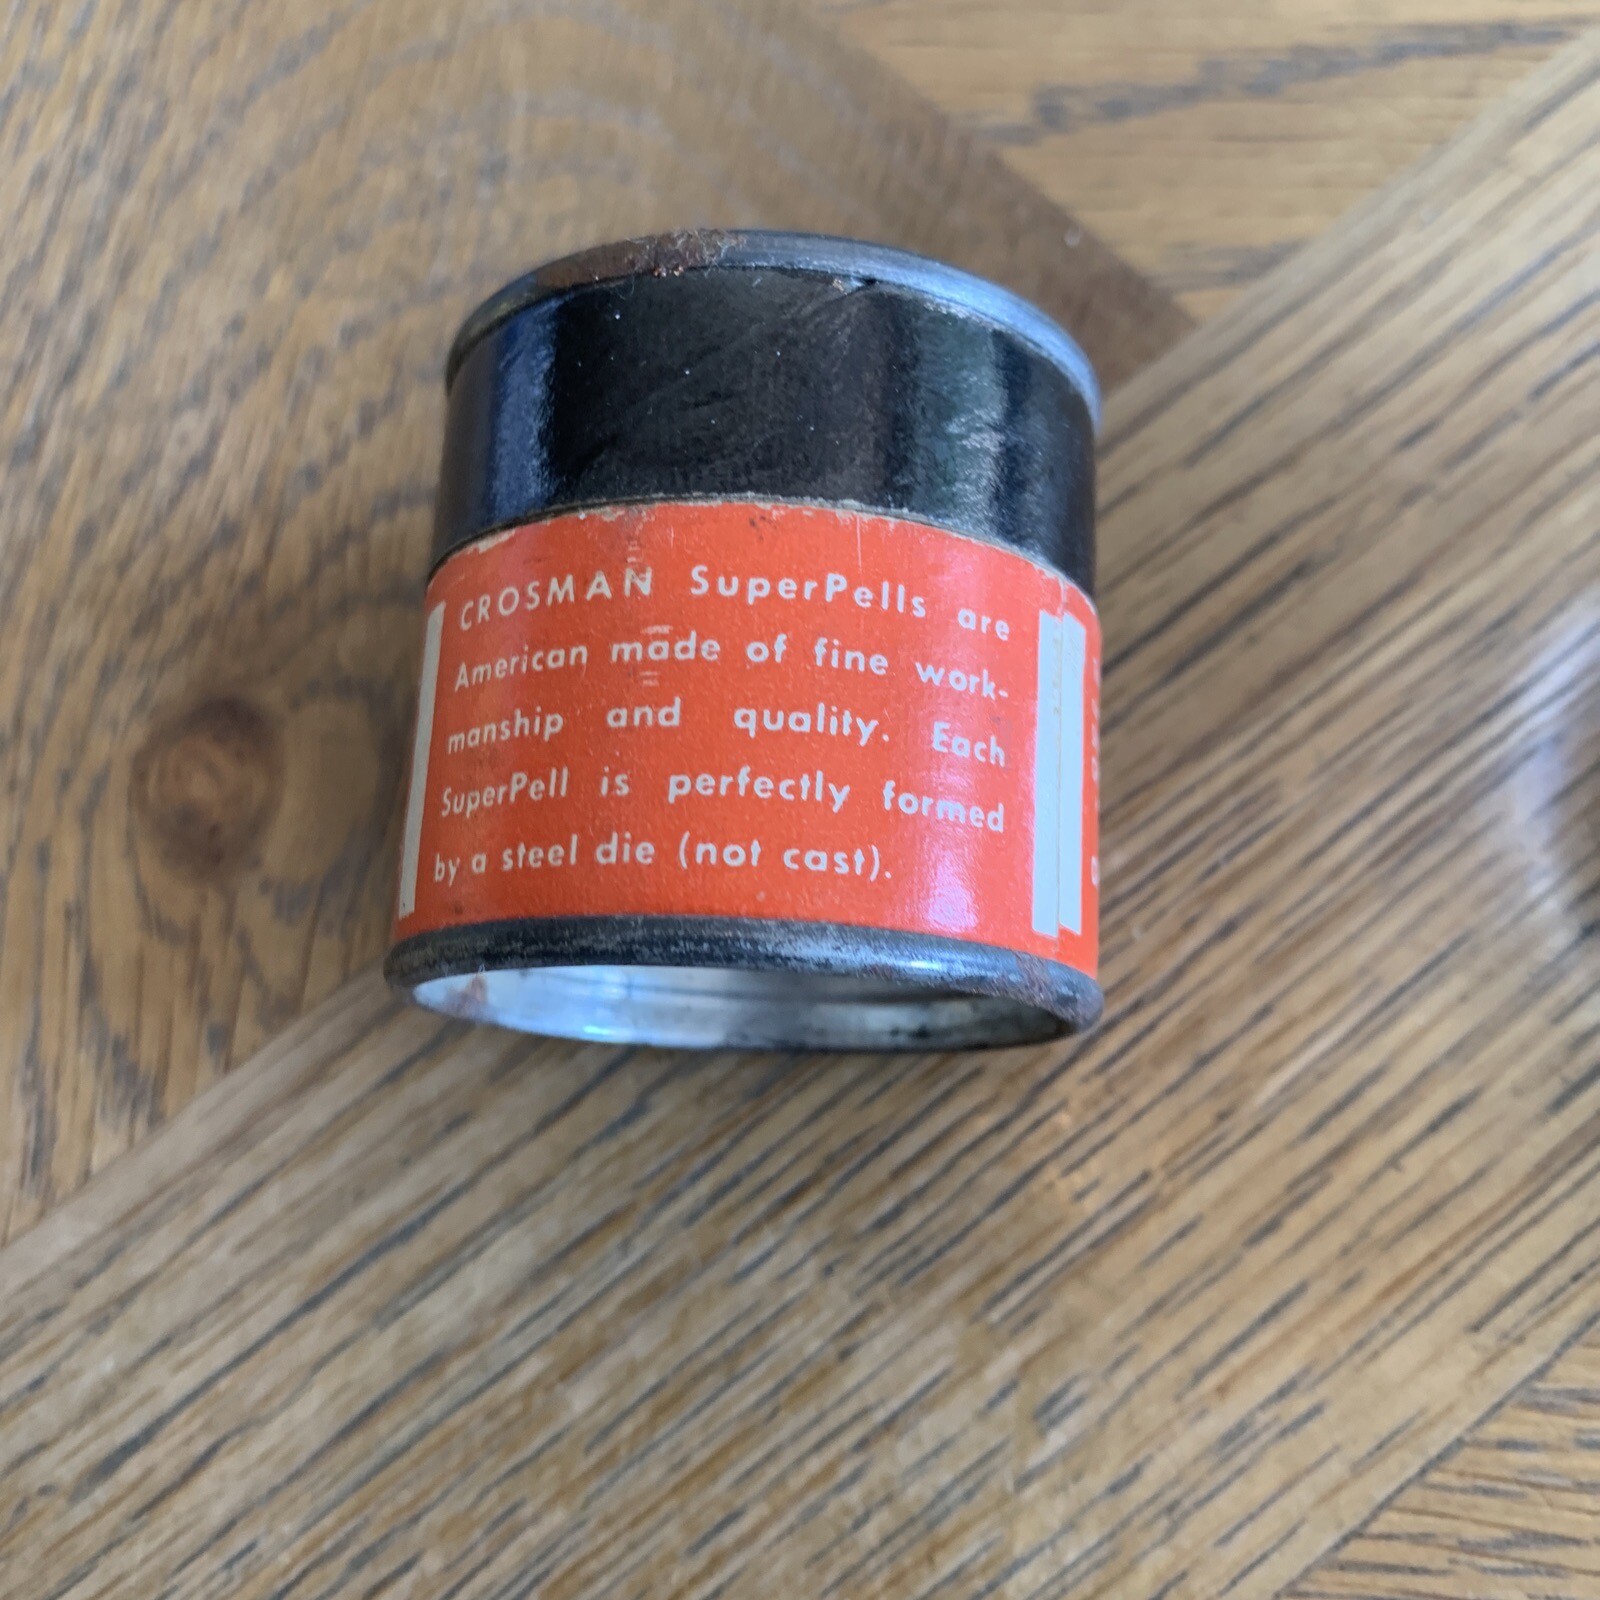 CROSMAN SuperPells are
American made of fine work-
manship and quality. Each
SuperPell is perfectly formed
by a steel die (not cast).